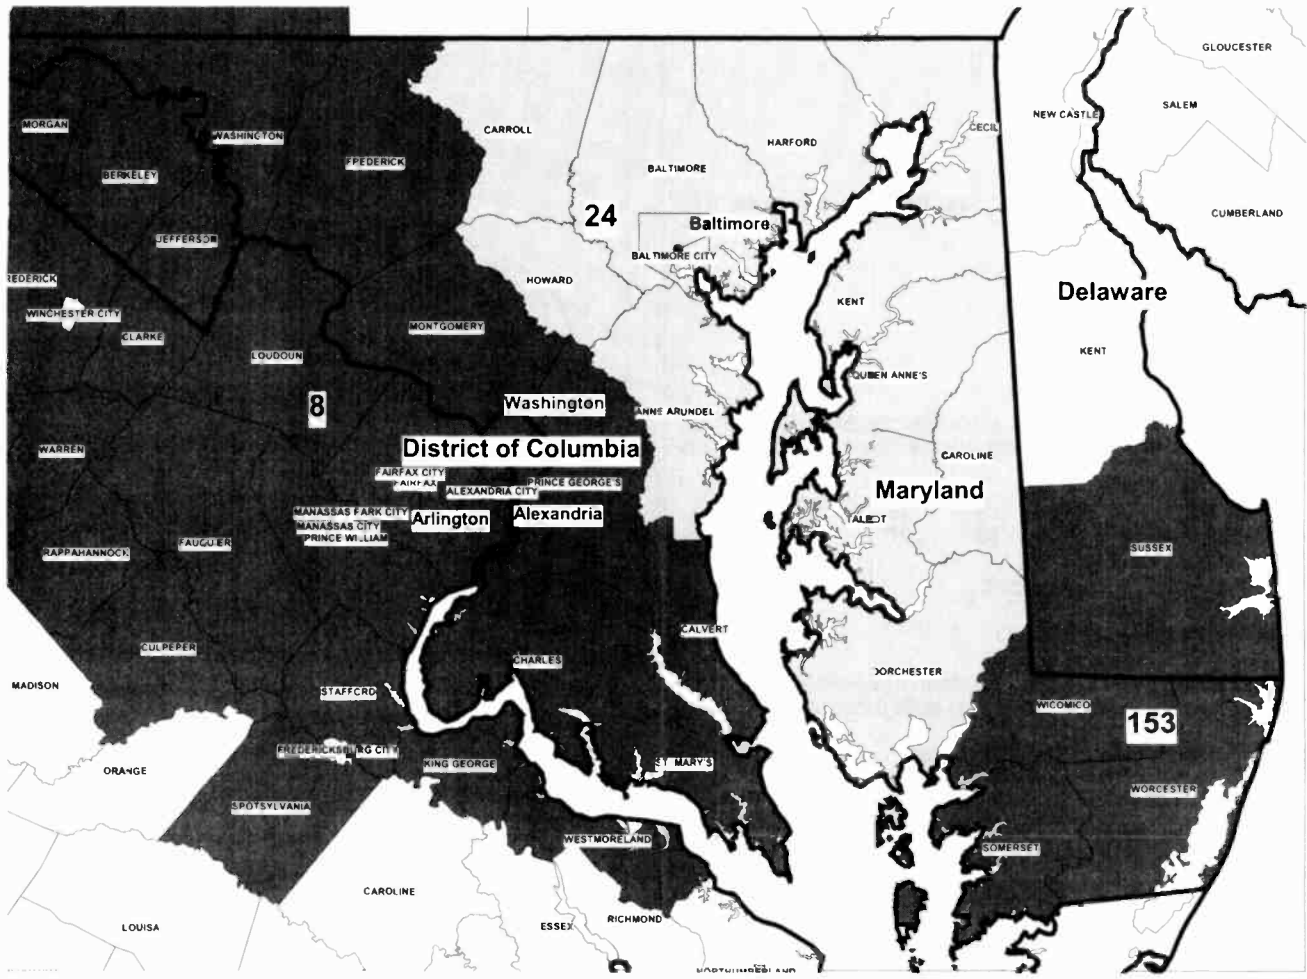 GLOUCESTER
SALEM
NEW CASTLE
CUMBERLAND
MORGAN
WASHINGTON
FREDERICK
BERKELEY
JEFFERSON
CARROLL
HARFORD
CECIL
BALTIMORE
24
Baltimore
BALTIMORE CITY
HOWARD
KENT
Delaware
KENT
REDERICK
WINCHESTER CITY
CLARKE
LOUDOUN
MONTGOMERY
QUEEN ANNE'S
8
Washington
ANNE ARUNDEL
WARREN
District of Columbia
CAROLINE
FAIRFAX CITY
FAIRFAX
ALEXANDRIA CITY
PRINCE GEORGE'S
Maryland
MANASSAS PARK CITY
Arlington
Alexandria
TALBOT
MANASSAS CITY
PRINCE WILLIAM
RAPPAHANNOCK
FAUQUIER
SUSSEX
CULPEPER
CALVERT
CHARLES
DORCHESTER
MADISON
STAFFORD
WICOMICO
153
FREDERICKSBURG CITY
KING GEORGE
ST MARY'S
ORANGE
SPOTSYLVANIA
WORCESTER
WESTMORELAND
SOMERSET
CAROLINE
LOUISA
ESSEX
RICHMOND
NORTHUMBERLAND